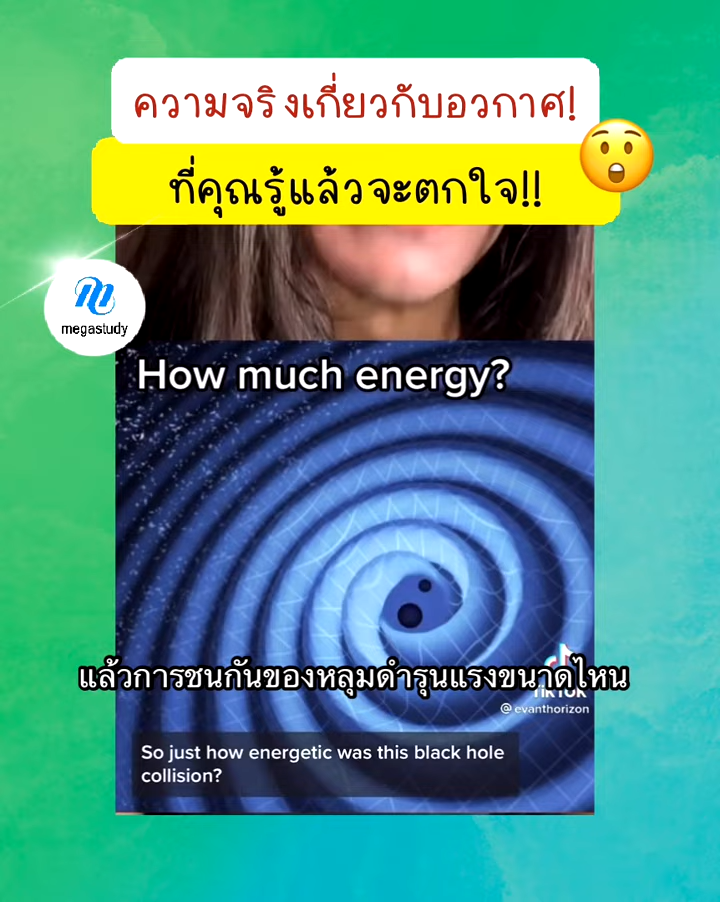 ความจริงเกี่ยวกับอวกาศ!
ที่คุณรู้แล้วจะตกใจ!!
megastudy
How much energy?
แล้วการชนกันของหลุมดำรุนแรงขนาดไหน
TikTok
@evanthorizon
So just how energetic was this black hole
collision?